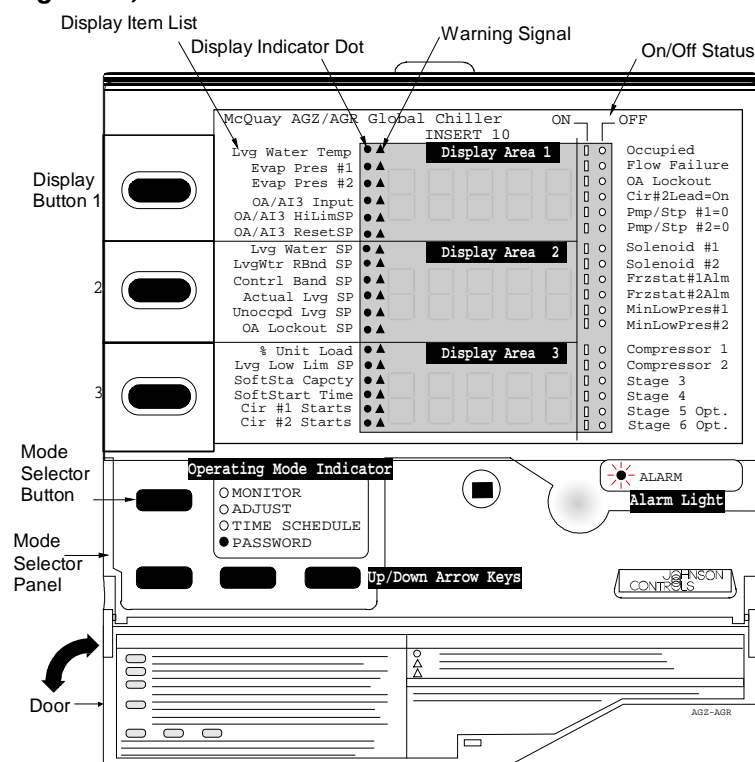 Display Item List
Display Indicator Dot
Warning Signal
On/Off Status
McQuay AGZ/AGR Global Chiller
INSERT 10
ON
OFF
Display
Button 1
Lvg Water Temp
Evap Pres #1
Evap Pres #2
OA/AI3 Input
OA/AI3 HiLimSP
OA/AI3 ResetSP
Display Area 1
Occupied
Flow Failure
OA Lockout
Cir#2Lead=On
Pmp/Stp #1=0
Pmp/Stp #2=0
2
Lvg Water SP
LvgWtr RBnd SP
Contrl Band SP
Actual Lvg SP
Unoccpd Lvg SP
OA Lockout SP
Display Area 2
Solenoid #1
Solenoid #2
Frzstat#1Alm
Frzstat#2Alm
MinLowPres#1
MinLowPres#2
3
% Unit Load
Lvg Low Lim SP
SoftSta Capcty
SoftStart Time
Cir #1 Starts
Cir #2 Starts
Display Area 3
Compressor 1
Compressor 2
Stage 3
Stage 4
Stage 5 Opt.
Stage 6 Opt.
Mode
Selector
Button
Operating Mode Indicator
MONITOR
ADJUST
TIME SCHEDULE
PASSWORD
ALARM
Alarm Light
Mode
Selector
Panel
Up/Down Arrow Keys
JOHNSON
CONTROLS
Door
AGZ-AGR